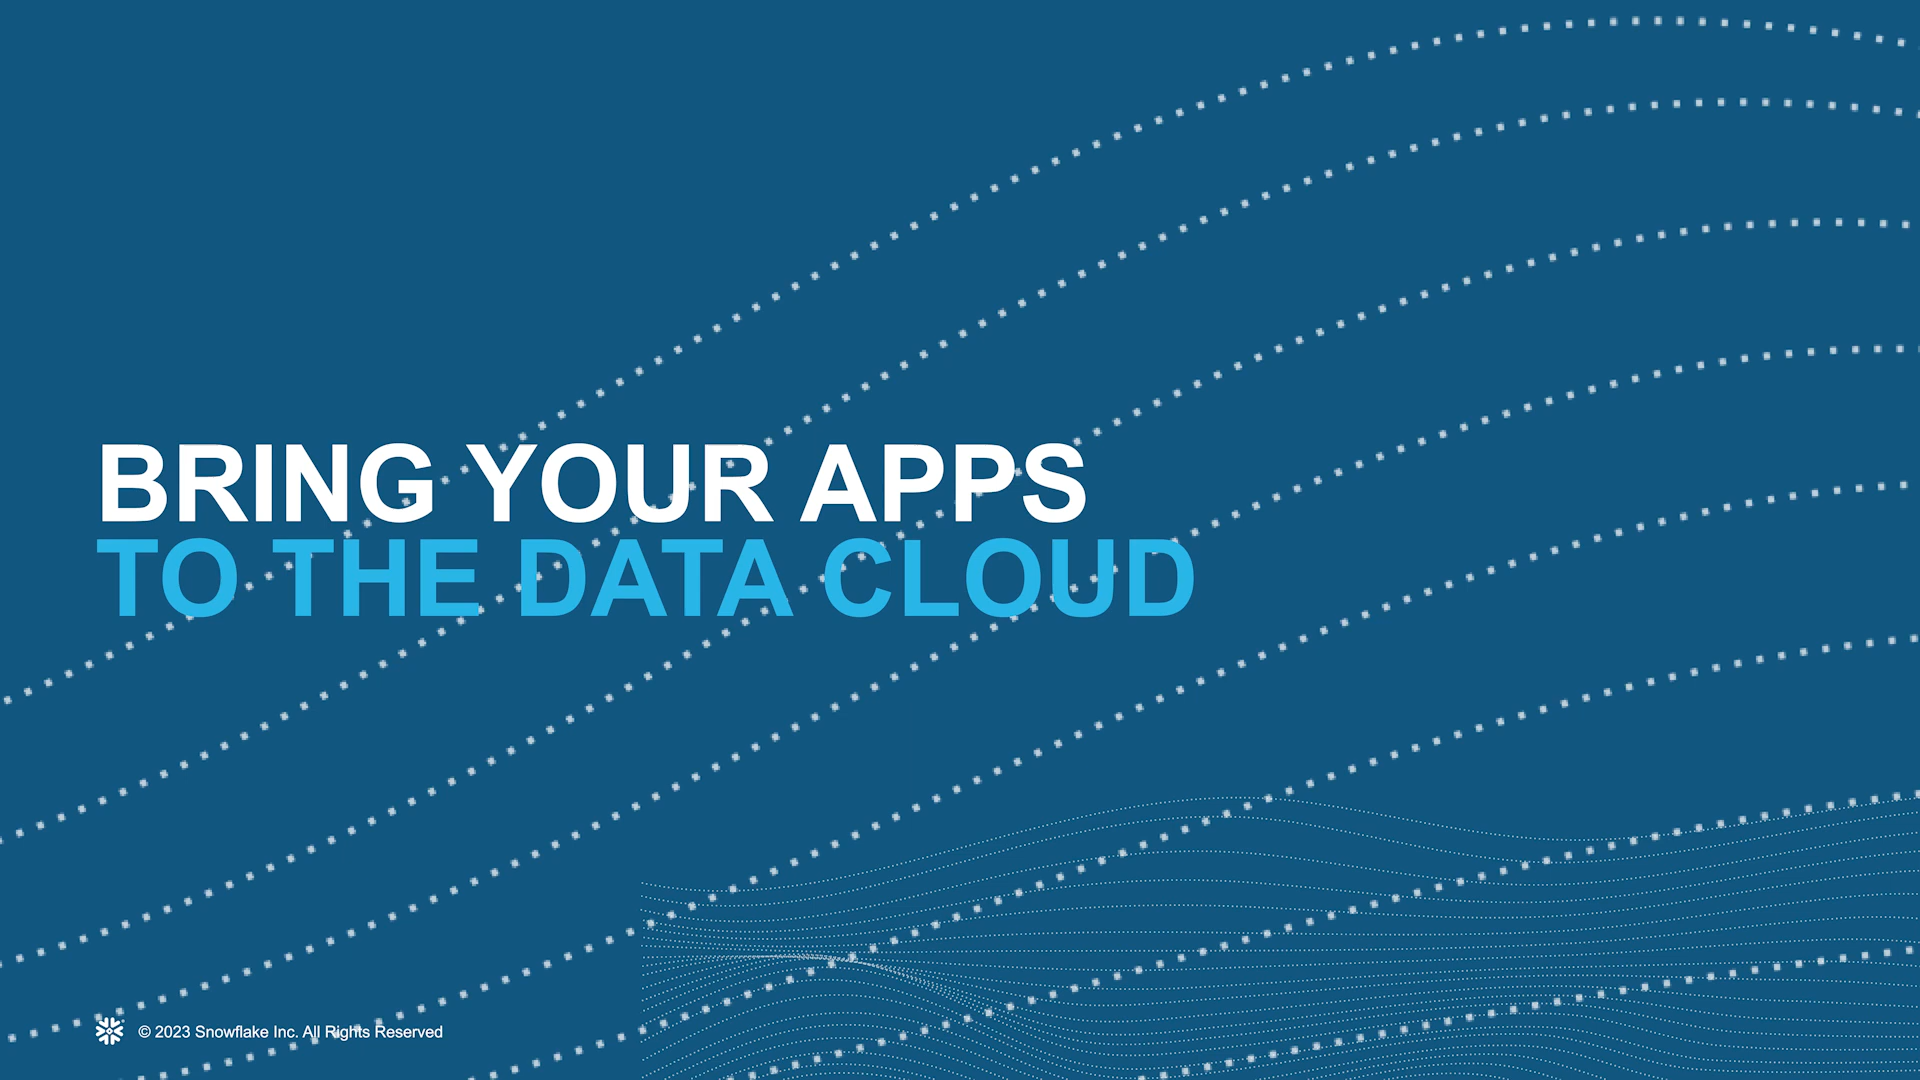 BRING YOUR APPS
TO THE DATA CLOUD
© 2023 Snowflake Inc. All Rights Reserved